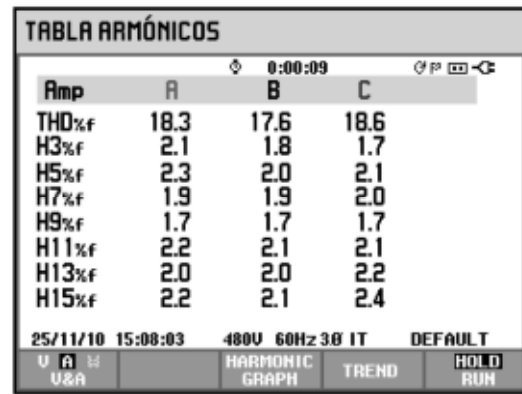 TABLA ARMÓNICOS
0:00:09
Amp A B C
THD%f 18.3 17.6 18.6
H3%f 2.1 1.8 1.7
H5%f 2.3 2.0 2.1
H7%f 1.9 1.9 2.0
H9%f 1.7 1.7 1.7
H11%f 2.2 2.1 2.1
H13%f 2.0 2.0 2.2
H15%f 2.2 2.1 2.4
25/11/10 15:08:03 480V 60Hz 3Ø IT DEFAULT
V A
V&A
HARMONIC
GRAPH
TREND
HOLD
RUN